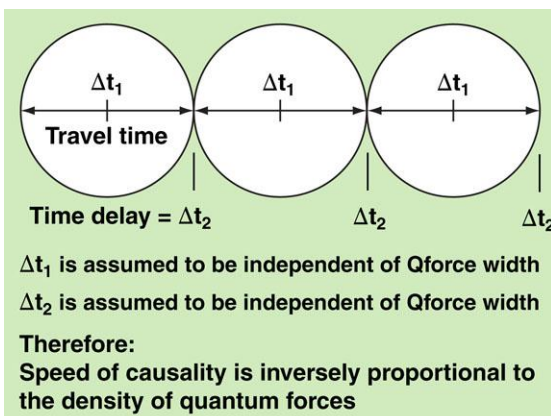 Δt₁ Δt₁ Δt₁
Travel time
Time delay = Δt₂ Δt₂ Δt₂
Δt₁ is assumed to be independent of Qforce width
Δt₂ is assumed to be independent of Qforce width
Therefore:
Speed of causality is inversely proportional to
the density of quantum forces